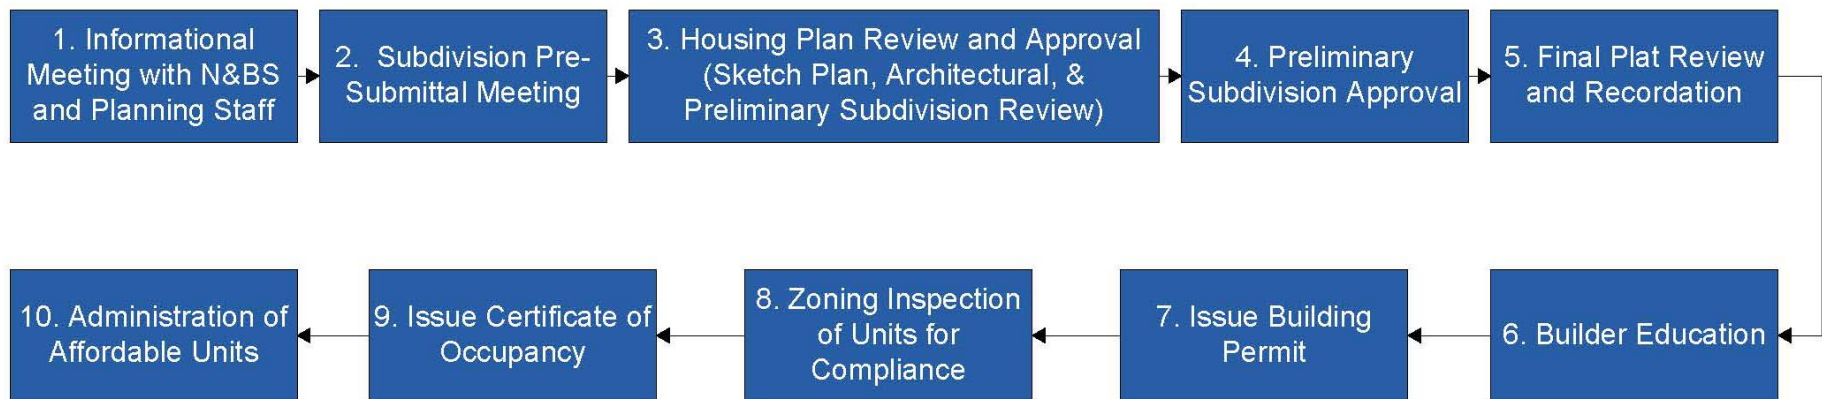 1. Informational
Meeting with N&BS
and Planning Staff
2. Subdivision Pre-
Submittal Meeting
3. Housing Plan Review and Approval
(Sketch Plan, Architectural, &
Preliminary Subdivision Review)
4. Preliminary
Subdivision Approval
5. Final Plat Review
and Recordation
6. Builder Education
7. Issue Building
Permit
8. Zoning Inspection
of Units for
Compliance
9. Issue Certificate of
Occupancy
10. Administration of
Affordable Units